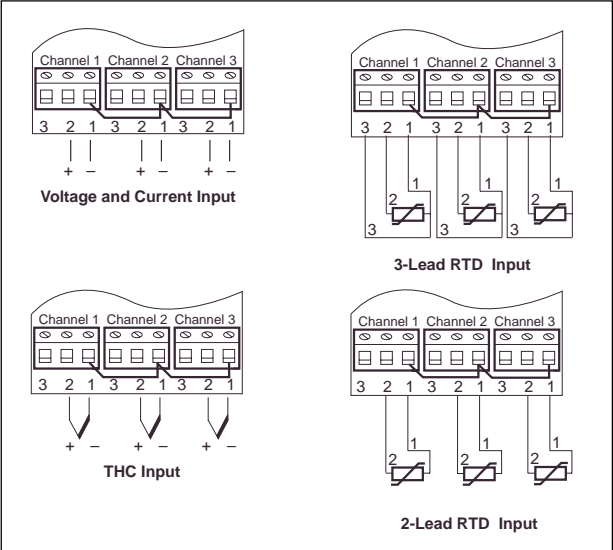 Channel 1 Channel 2 Channel 3
3 2 1 3 2 1 3 2 1
+ – + – + –
Voltage and Current Input
Channel 1 Channel 2 Channel 3
3 2 1 3 2 1 3 2 1
1 1 1
2 2 2
3 3 3
3-Lead RTD Input
Channel 1 Channel 2 Channel 3
3 2 1 3 2 1 3 2 1
+ – + – + –
THC Input
Channel 1 Channel 2 Channel 3
3 2 1 3 2 1 3 2 1
1 1 1
2 2 2
2-Lead RTD Input